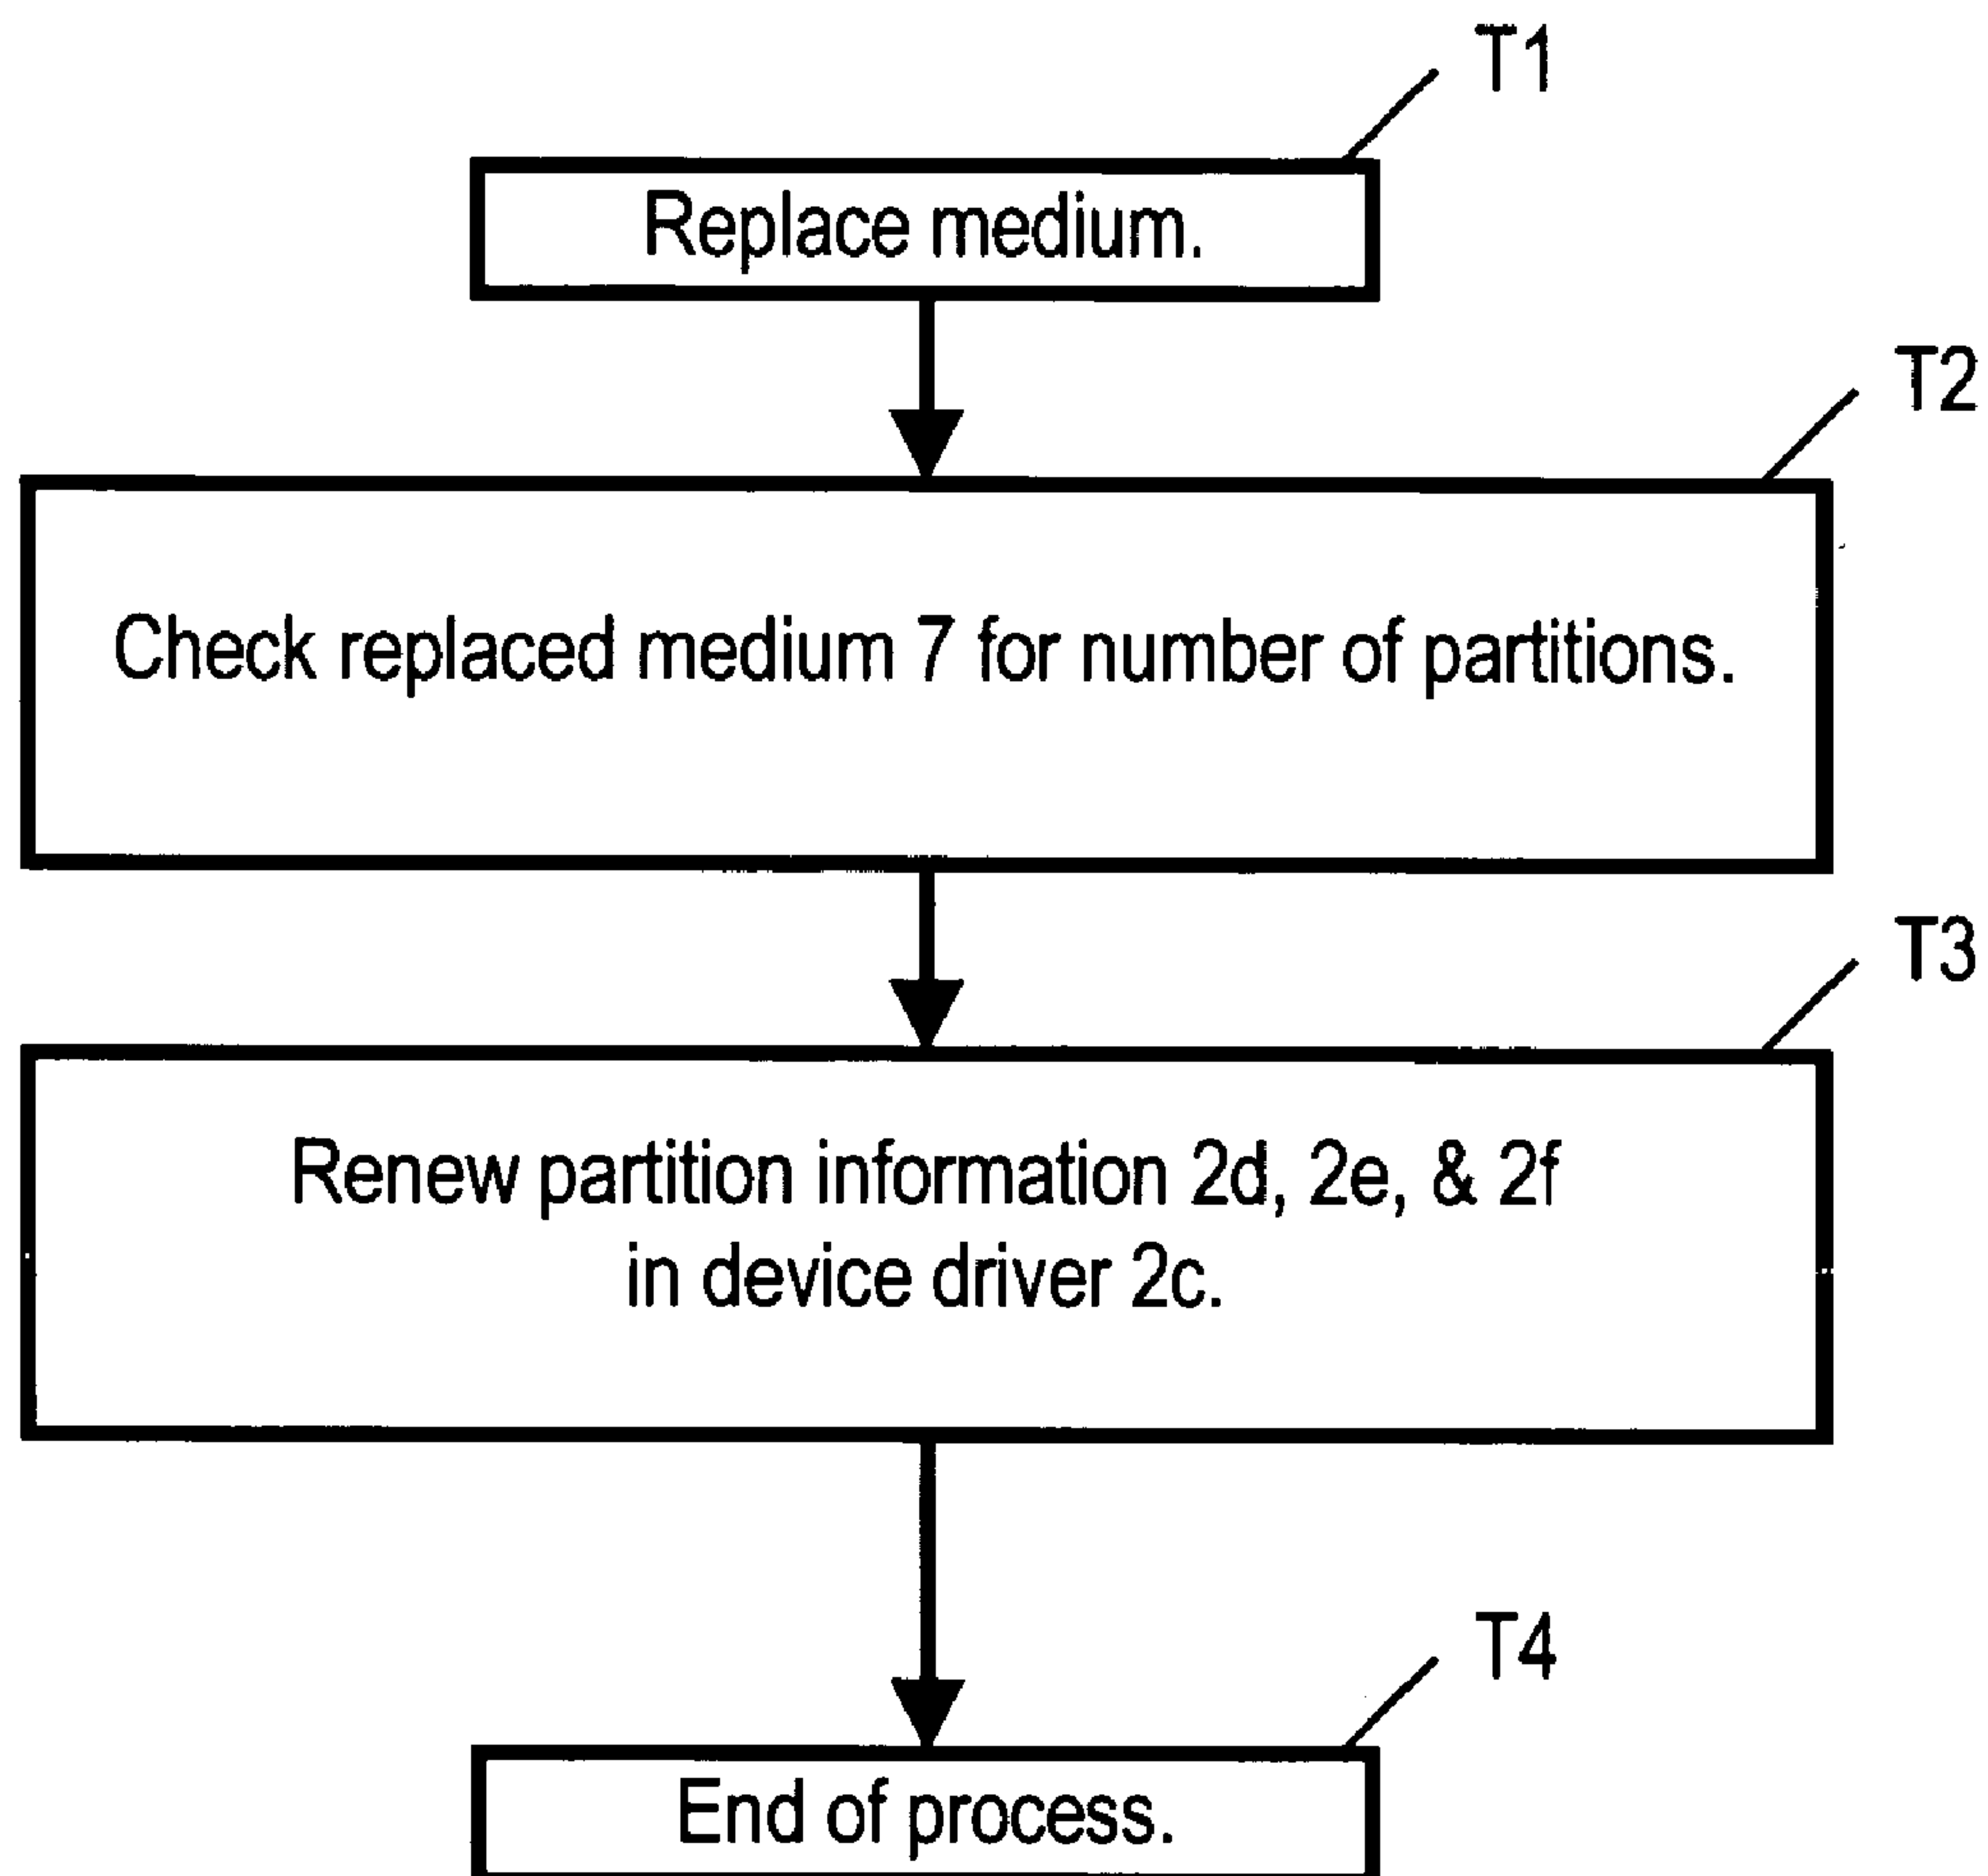 T1
Replace medium.
T2
Check replaced medium 7 for number of partitions.
T3
Renew partition information 2d, 2e, & 2f
in device driver 2c.
T4
End of process.